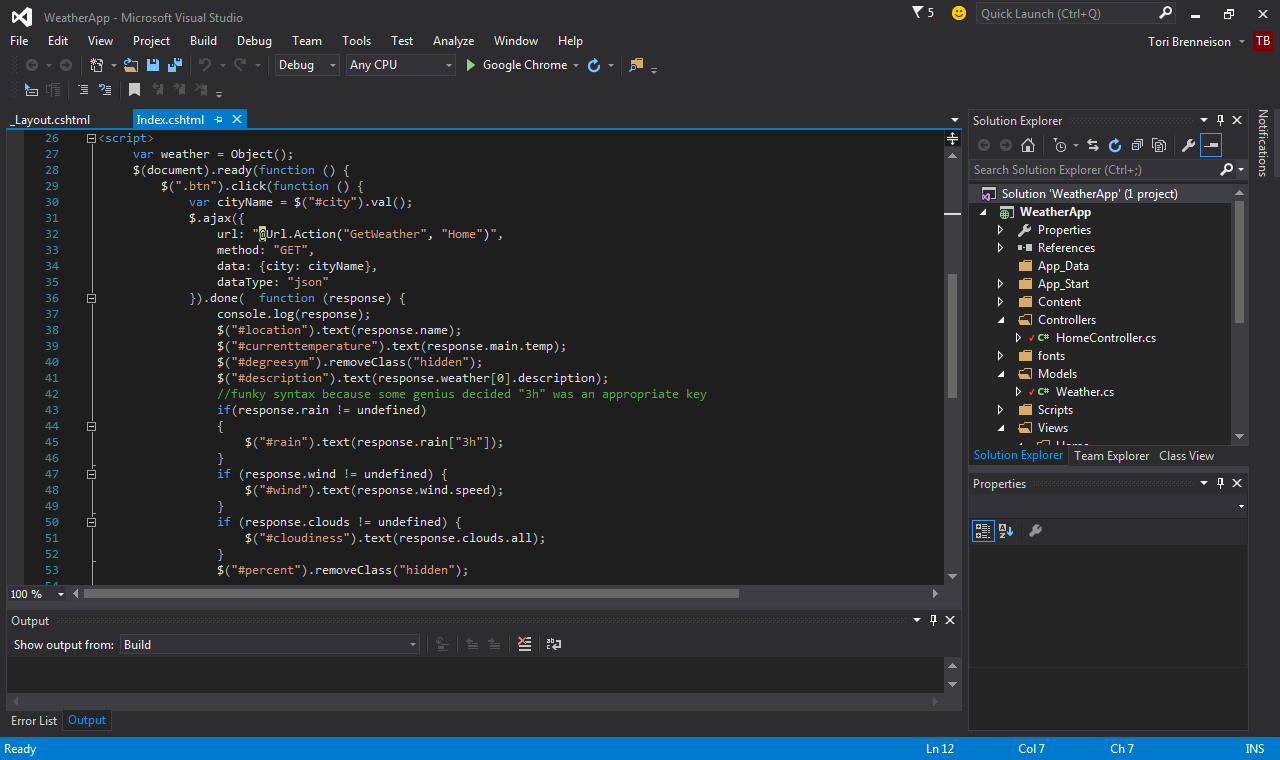 WeatherApp - Microsoft Visual Studio
5
Quick Launch (Ctrl+Q)
File Edit View Project Build Debug Team Tools Test Analyze Window Help
Tori Brenneison TB
Debug Any CPU Google Chrome
_Layout.cshtml Index.cshtml
26 <script>
27 var weather = Object();
28 $(document).ready(function () {
29 $(".btn").click(function () {
30 var cityName = $("#city").val();
31 $.ajax({
32 url: "@Url.Action("GetWeather", "Home")",
33 method: "GET",
34 data: {city: cityName},
35 dataType: "json"
36 }).done(  function (response) {
37 console.log(response);
38 $("#location").text(response.name);
39 $("#currenttemperature").text(response.main.temp);
40 $("#degreesym").removeClass("hidden");
41 $("#description").text(response.weather[0].description);
42 //funky syntax because some genius decided "3h" was an appropriate key
43 if(response.rain != undefined)
44 {
45 $("#rain").text(response.rain["3h"]);
46 }
47 if (response.wind != undefined) {
48 $("#wind").text(response.wind.speed);
49 }
50 if (response.clouds != undefined) {
51 $("#cloudiness").text(response.clouds.all);
52 }
53 $("#percent").removeClass("hidden");
54
100 %
Output
Show output from: Build
Error List Output
Solution Explorer
Search Solution Explorer (Ctrl+;)
Solution 'WeatherApp' (1 project)
WeatherApp
Properties
References
App_Data
App_Start
Content
Controllers
C# HomeController.cs
fonts
Models
C# Weather.cs
Scripts
Views
Home
Solution Explorer Team Explorer Class View
Properties
Notifications
Ready Ln 12 Col 7 Ch 7 INS